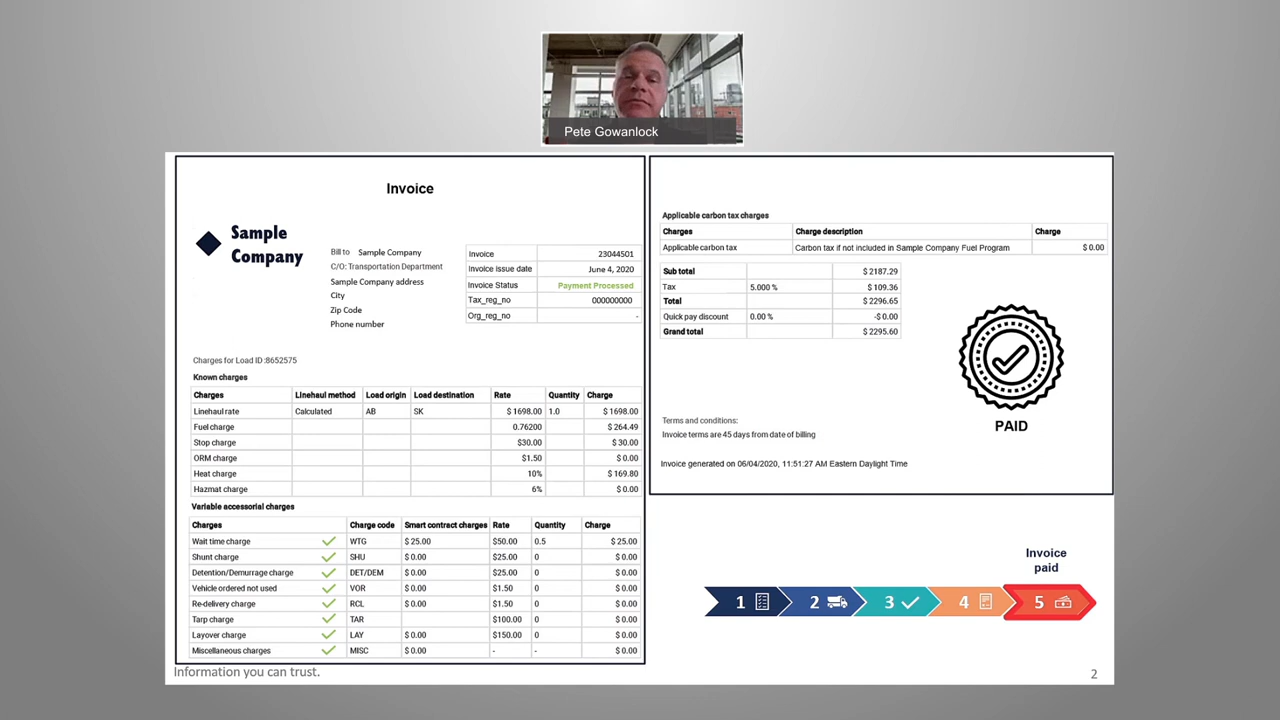 Pete Gowanlock
Invoice
Sample
Company
Bill to Sample Company
C/O: Transportation Department
Sample Company address
City
Zip Code
Phone number
Invoice 23044501
Invoice issue date June 4, 2020
Invoice Status Payment Processed
Tax_reg_no 000000000
Org_reg_no -
Charges for Load ID :8652575
Known charges
Charges Linehaul method Load origin Load destination Rate Quantity Charge
Linehaul rate Calculated AB SK $ 1698.00 1.0 $ 1698.00
Fuel charge 0.76200 $ 264.49
Stop charge $30.00 $ 30.00
ORM charge $1.50 $ 0.00
Heat charge 10% $ 169.80
Hazmat charge 6% $ 0.00
Variable accessorial charges
Charges Charge code Smart contract charges Rate Quantity Charge
Wait time charge WTG $ 25.00 $50.00 0.5 $ 25.00
Shunt charge SHU $ 0.00 $25.00 0 $ 0.00
Detention/Demurrage charge DET/DEM $ 0.00 $25.00 0 $ 0.00
Vehicle ordered not used VOR $ 0.00 $1.50 0 $ 0.00
Re-delivery charge RCL $ 0.00 $1.50 0 $ 0.00
Tarp charge TAR $100.00 0 $ 0.00
Layover charge LAY $ 0.00 $150.00 0 $ 0.00
Miscellaneous charges MISC $ 0.00 - - $ 0.00
Applicable carbon tax charges
Charges Charge description Charge
Applicable carbon tax Carbon tax if not included in Sample Company Fuel Program $ 0.00
Sub total $ 2187.29
Tax 5.000 % $ 109.36
Total $ 2296.65
Quick pay discount 0.00 % -$ 0.00
Grand total $ 2295.60
PAID
Terms and conditions:
Invoice terms are 45 days from date of billing
Invoice generated on 06/04/2020, 11:51:27 AM Eastern Daylight Time
Invoice
paid
1 2 3 4 5
Information you can trust.
2